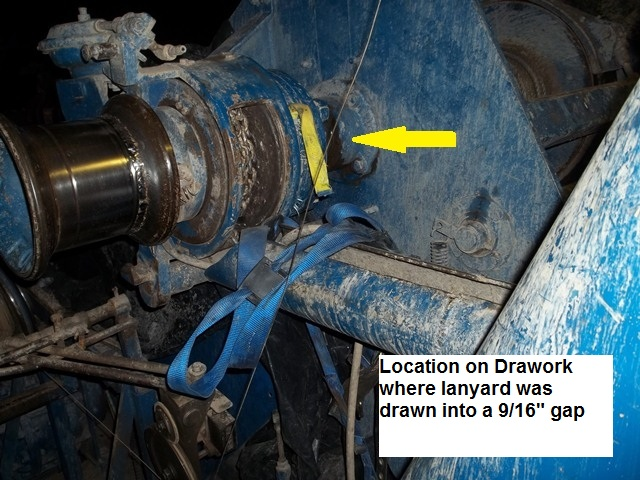 Location on Drawork
where lanyard was
drawn into a 9/16" gap